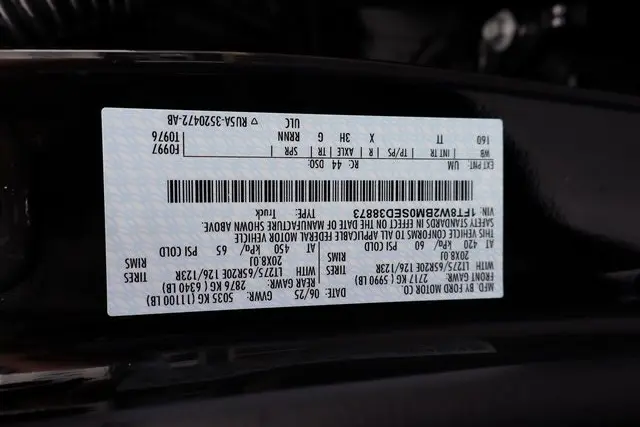 MFD. BY FORD MOTOR CO.
DATE: 06/25 GVWR: 5035 KG (11100 LB)
FRONT GAWR: 2717 KG ( 5990 LB) REAR GAWR: 2876 KG ( 6340 LB)
WITH LT275/65R20E 126/123R TIRES WITH LT275/65R20E 126/123R TIRES
20X8.0J RIMS 20X8.0J RIMS
AT 420 kPa/ 60 PSI COLD AT 450 kPa/ 65 PSI COLD
THIS VEHICLE CONFORMS TO ALL APPLICABLE FEDERAL MOTOR VEHICLE
SAFETY STANDARDS IN EFFECT ON THE DATE OF MANUFACTURE SHOWN ABOVE.
VIN: 1FT8W2BM0SED38873 TYPE: Truck
EXT PNT: UM RC: 44 DSO:
WB INT TR TP/PS R AXLE TR SPR F0997
160 TT X 3H G RRNN T0976
ULC ▽ RU5A-3520472-AB